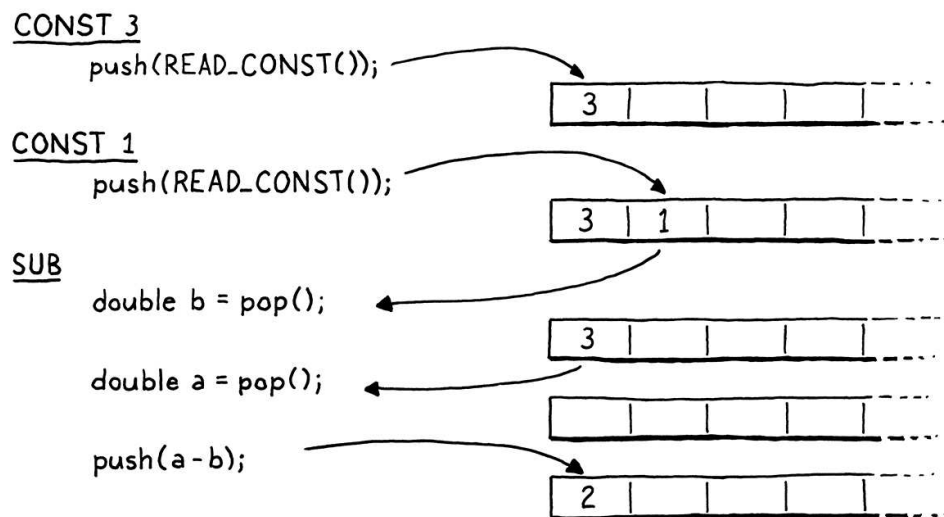 CONST 3
push(READ_CONST());
3
CONST 1
push(READ_CONST());
3 1
SUB
double b = pop();
3
double a = pop();
push(a-b);
2